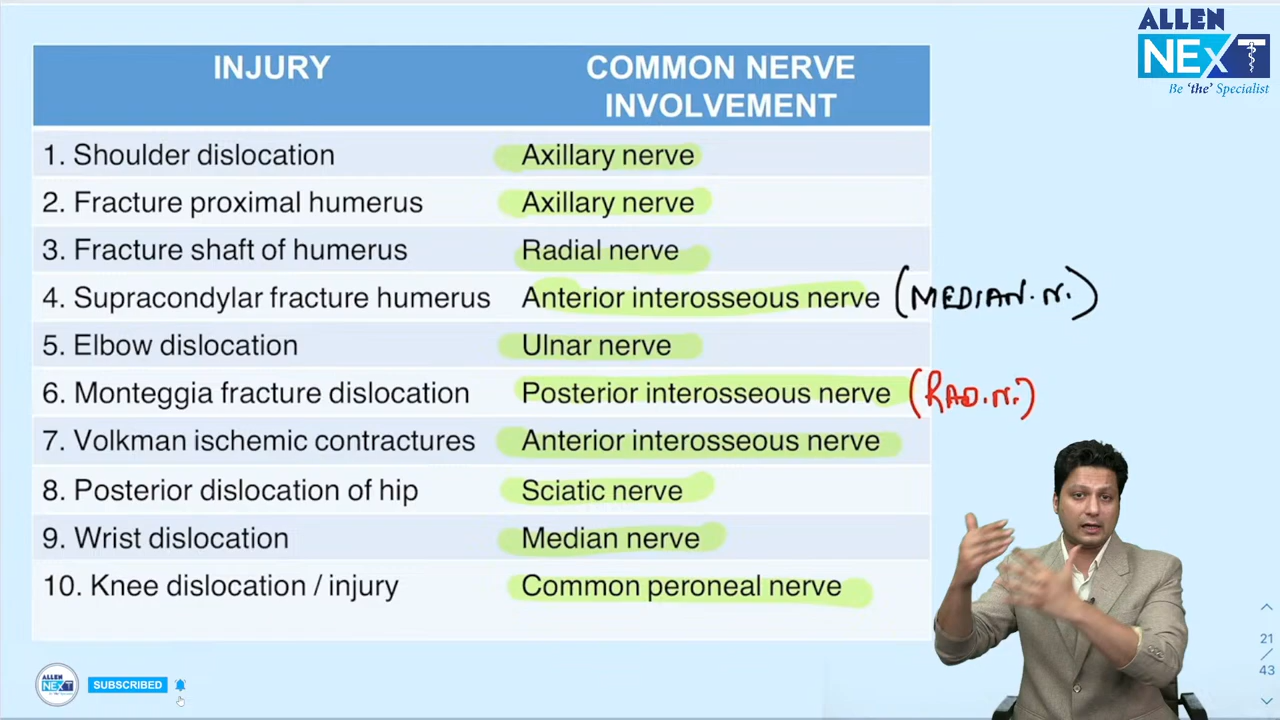 ALLEN
NEXT
Be 'the' Specialist
INJURY
COMMON NERVE
INVOLVEMENT
1. Shoulder dislocation Axillary nerve
2. Fracture proximal humerus Axillary nerve
3. Fracture shaft of humerus Radial nerve
4. Supracondylar fracture humerus Anterior interosseous nerve (MEDIAN.N.)
5. Elbow dislocation Ulnar nerve
6. Monteggia fracture dislocation Posterior interosseous nerve (RAD.N.)
7. Volkman ischemic contractures Anterior interosseous nerve
8. Posterior dislocation of hip Sciatic nerve
9. Wrist dislocation Median nerve
10. Knee dislocation / injury Common peroneal nerve
21
/
43
ALLEN
NEXT
SUBSCRIBED